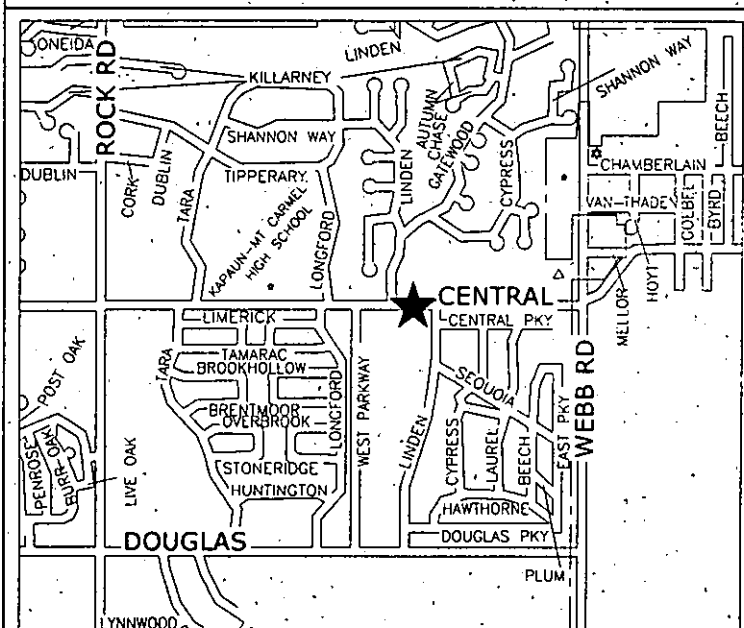 ONEIDA
ROCK RD
LINDEN
KILLARNEY
SHANNON WAY
SHANNON WAY
AUTUMN
CHASE
GATEWOOD
BEECH
DUBLIN
CORK
DUBLIN
TARA
TIPPERARY
LINDEN
CYPRESS
CHAMBERLAIN
VAN-THADEN
GOEBEL
BYRD
KAPAUN-MT CARMEL
HIGH SCHOOL
LONGFORD
MELLOR
HOYT
CENTRAL
LIMERICK
CENTRAL PKY
POST OAK
TARA
TAMARAC
BROOKHOLLOW
LONGFORD
WEST PARKWAY
SEQUOIA
WEBB RD
BRENTMOOR
OVERBROOK
LINDEN
CYPRESS
LAUREL
BEECH
EAST PKY
PENROSE
BURR OAK
LIVE OAK
STONERIDGE
HUNTINGTON
HAWTHORNE
DOUGLAS
DOUGLAS PKY
PLUM
LYNNWOOD